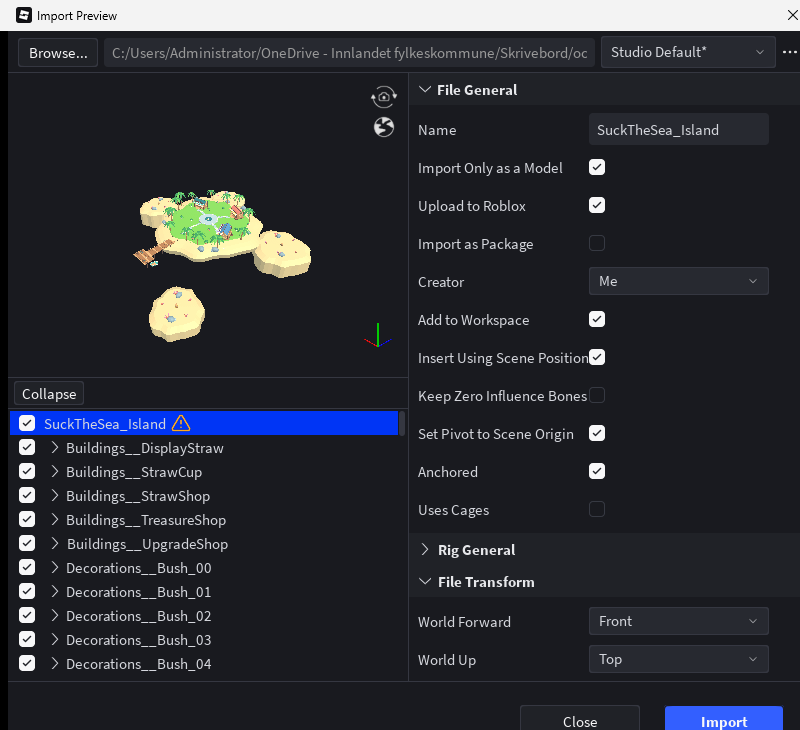 Import Preview
Browse...
C:/Users/Administrator/OneDrive - Innlandet fylkeskommune/Skrivebord/oc
Studio Default*
File General
Name
SuckTheSea_Island
Import Only as a Model
Upload to Roblox
Import as Package
Creator
Me
Add to Workspace
Insert Using Scene Position
Keep Zero Influence Bones
Set Pivot to Scene Origin
Anchored
Uses Cages
Rig General
File Transform
World Forward
Front
World Up
Top
Collapse
SuckTheSea_Island
Buildings__DisplayStraw
Buildings__StrawCup
Buildings__StrawShop
Buildings__TreasureShop
Buildings__UpgradeShop
Decorations__Bush_00
Decorations__Bush_01
Decorations__Bush_02
Decorations__Bush_03
Decorations__Bush_04
Close
Import